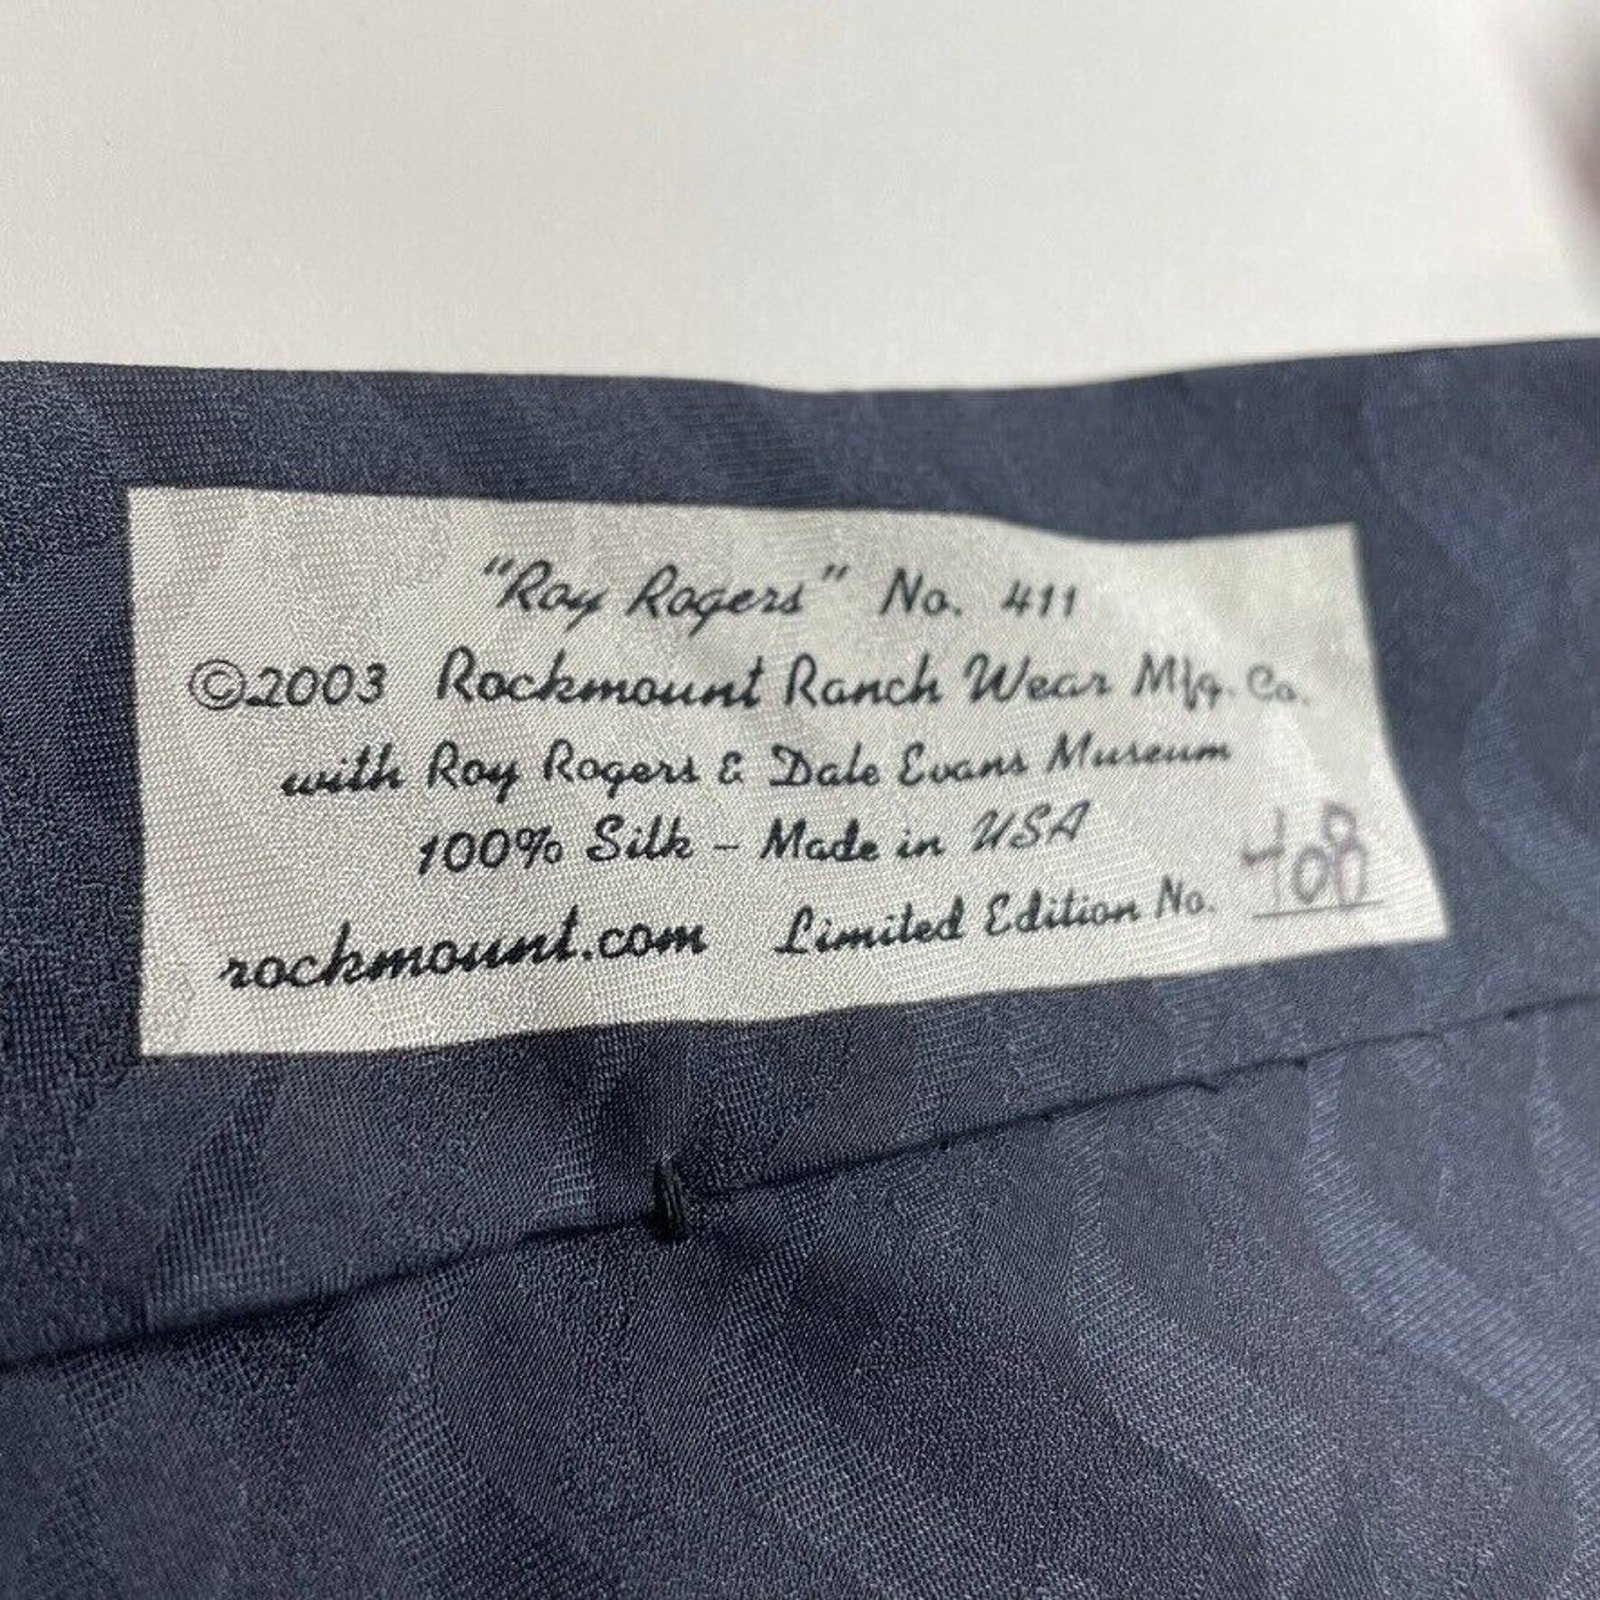 "Roy Rogers" No. 411
©2003 Rockmount Ranch Wear Mfg. Co.
with Roy Rogers & Dale Evans Museum
100% Silk – Made in USA
rockmount.com Limited Edition No. 408